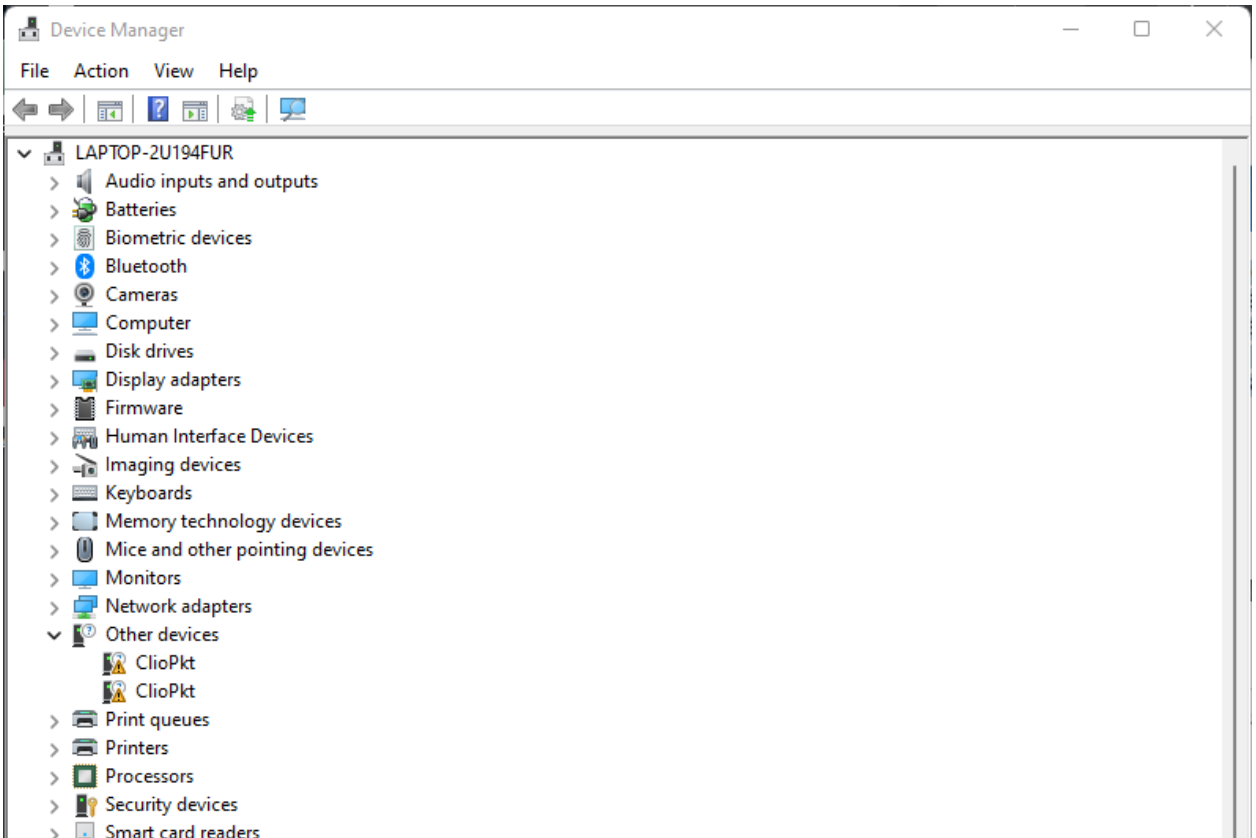 Device Manager
File Action View Help
LAPTOP-2U194FUR
Audio inputs and outputs
Batteries
Biometric devices
Bluetooth
Cameras
Computer
Disk drives
Display adapters
Firmware
Human Interface Devices
Imaging devices
Keyboards
Memory technology devices
Mice and other pointing devices
Monitors
Network adapters
Other devices
ClioPkt
ClioPkt
Print queues
Printers
Processors
Security devices
Smart card readers